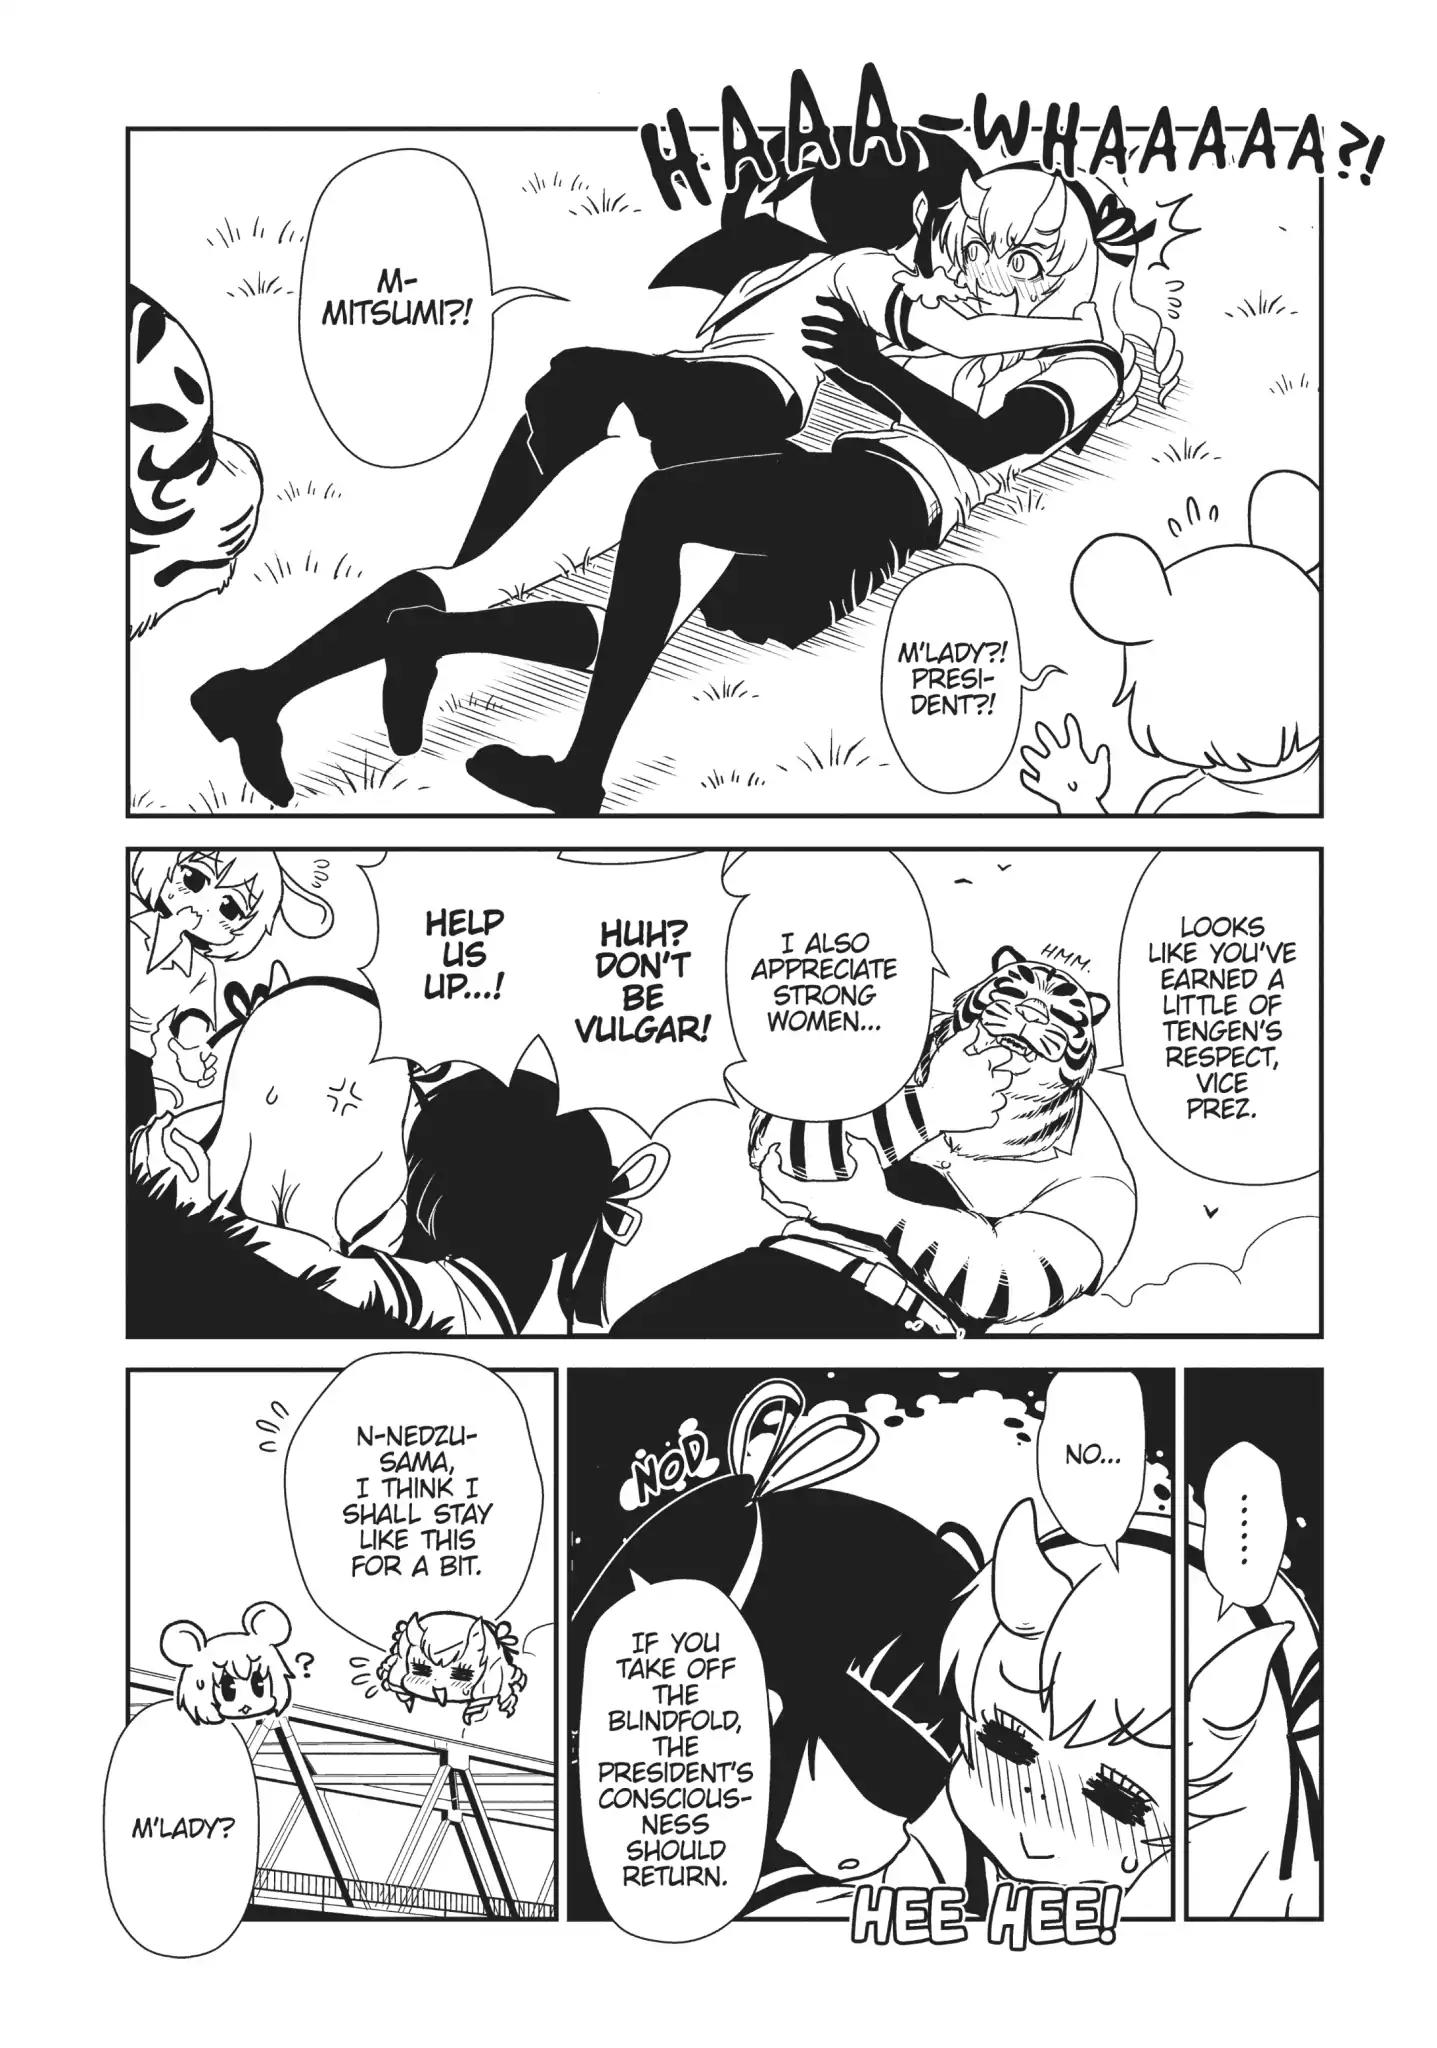 HAAA-WHAAAAA?!
M-
MITSUMI?!
M'LADY?!
PRESI-
DENT?!
LOOKS
LIKE YOU'VE
EARNED A
LITTLE OF
TENGEN'S
RESPECT,
VICE
PREZ.
HMM.
I ALSO
APPRECIATE
STRONG
WOMEN...
HUH?
DON'T
BE
VULGAR!
HELP
US
UP...!
......
NO...
NOD
IF YOU
TAKE OFF
THE
BLINDFOLD,
THE
PRESIDENT'S
CONSCIOUS-
NESS
SHOULD
RETURN.
HEE HEE!
N-NEDZU-
SAMA,
I THINK I
SHALL STAY
LIKE THIS
FOR A BIT.
?
M'LADY?